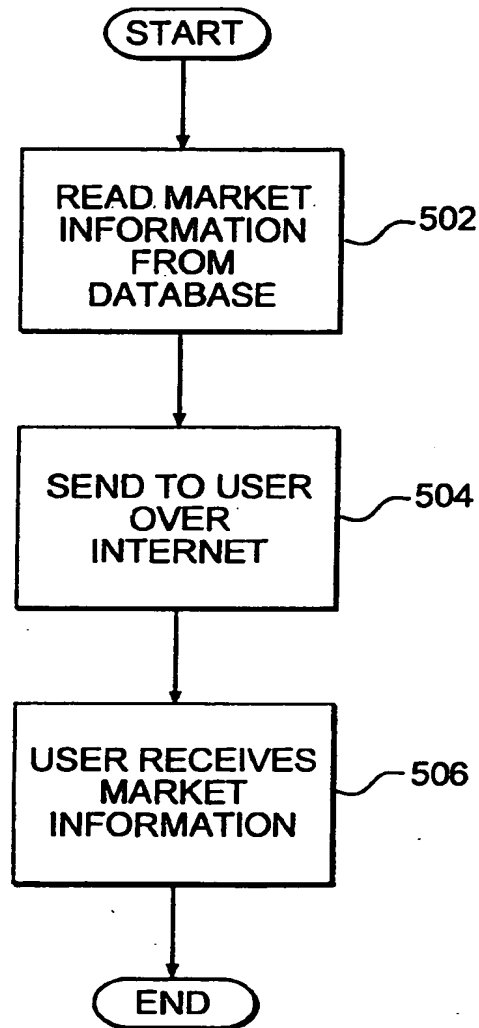 START
READ MARKET
INFORMATION
FROM
DATABASE
502
SEND TO USER
OVER
INTERNET
504
USER RECEIVES
MARKET
INFORMATION
506
END